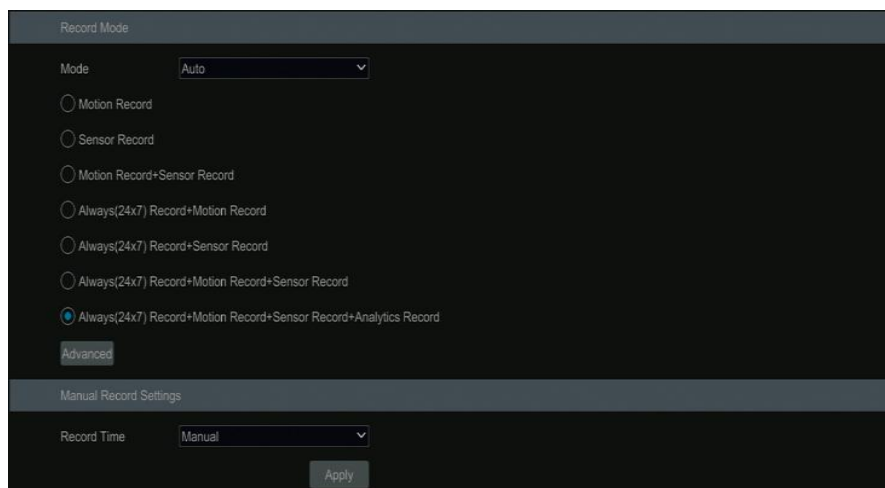 Record Mode
Mode Auto
Motion Record
Sensor Record
Motion Record+Sensor Record
Always(24x7) Record+Motion Record
Always(24x7) Record+Sensor Record
Always(24x7) Record+Motion Record+Sensor Record
Always(24x7) Record+Motion Record+Sensor Record+Analytics Record
Advanced
Manual Record Settings
Record Time Manual
Apply